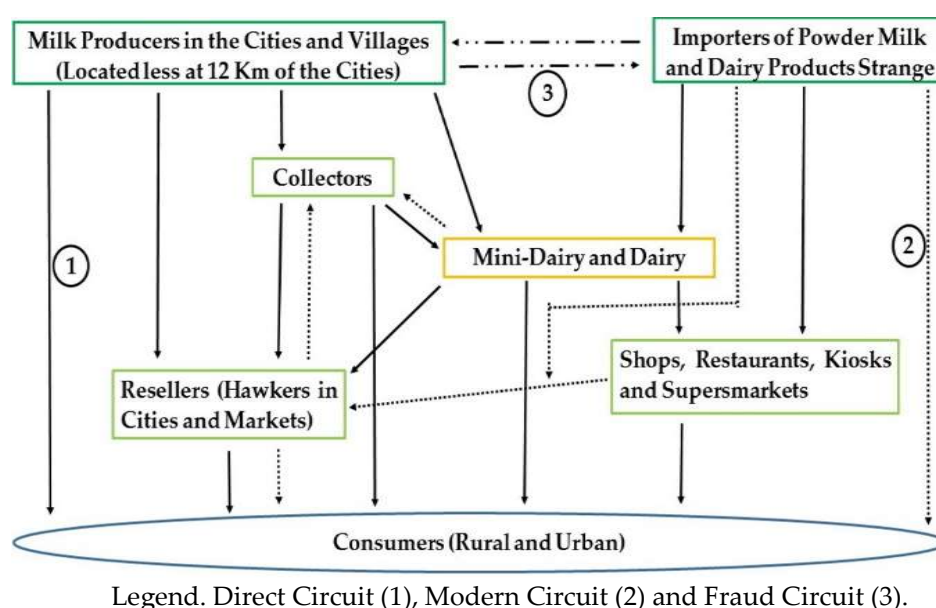 Milk Producers in the Cities and Villages
(Located less at 12 Km of the Cities)
Importers of Powder Milk
and Dairy Products Strange
3
Collectors
1
2
Mini-Dairy and Dairy
Shops, Restaurants, Kiosks
and Supersmarkets
Resellers (Hawkers in
Cities and Markets)
Consumers (Rural and Urban)
Legend. Direct Circuit (1), Modern Circuit (2) and Fraud Circuit (3).